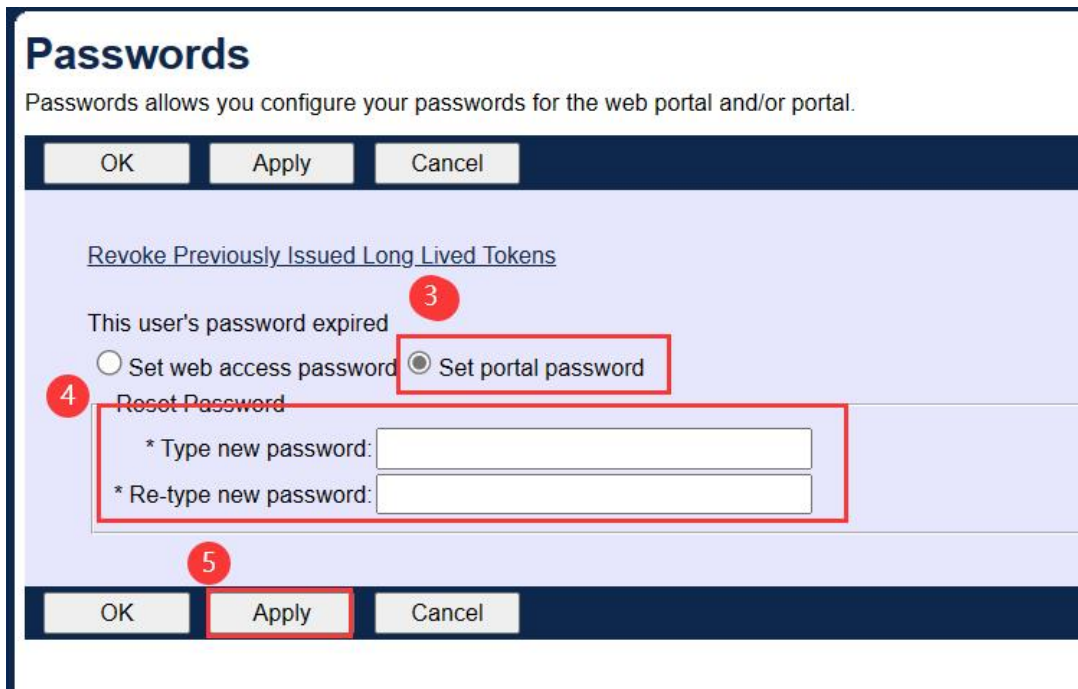 Passwords
Passwords allows you configure your passwords for the web portal and/or portal.
OK Apply Cancel
Revoke Previously Issued Long Lived Tokens
3
This user's password expired
Set web access password Set portal password
4
Reset Password
* Type new password:
* Re-type new password:
5
OK Apply Cancel